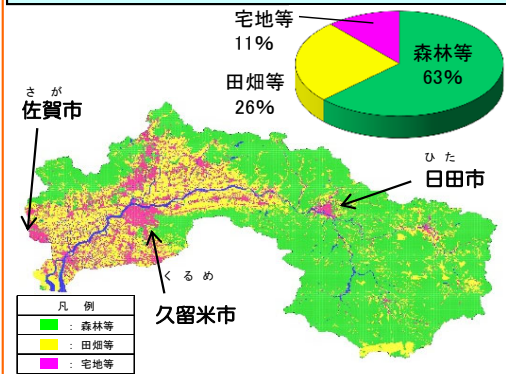 宅地等
11%
森林等
63%
田畑等
26%
さが
佐賀市
ひた
日田市
くるめ
久留米市
凡 例
: 森林等
: 田畑等
: 宅地等